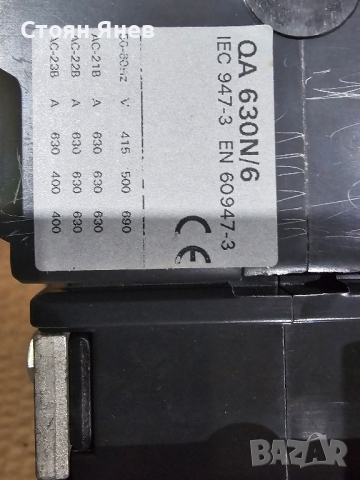 Стоян Янев
QA 630N/6
IEC 947-3 EN 60947-3
V 415 500 690
AC-21B A 630 630 630
AC-22B A 630 630 630
AC-23B A 630 400 400
CE
BAZAR